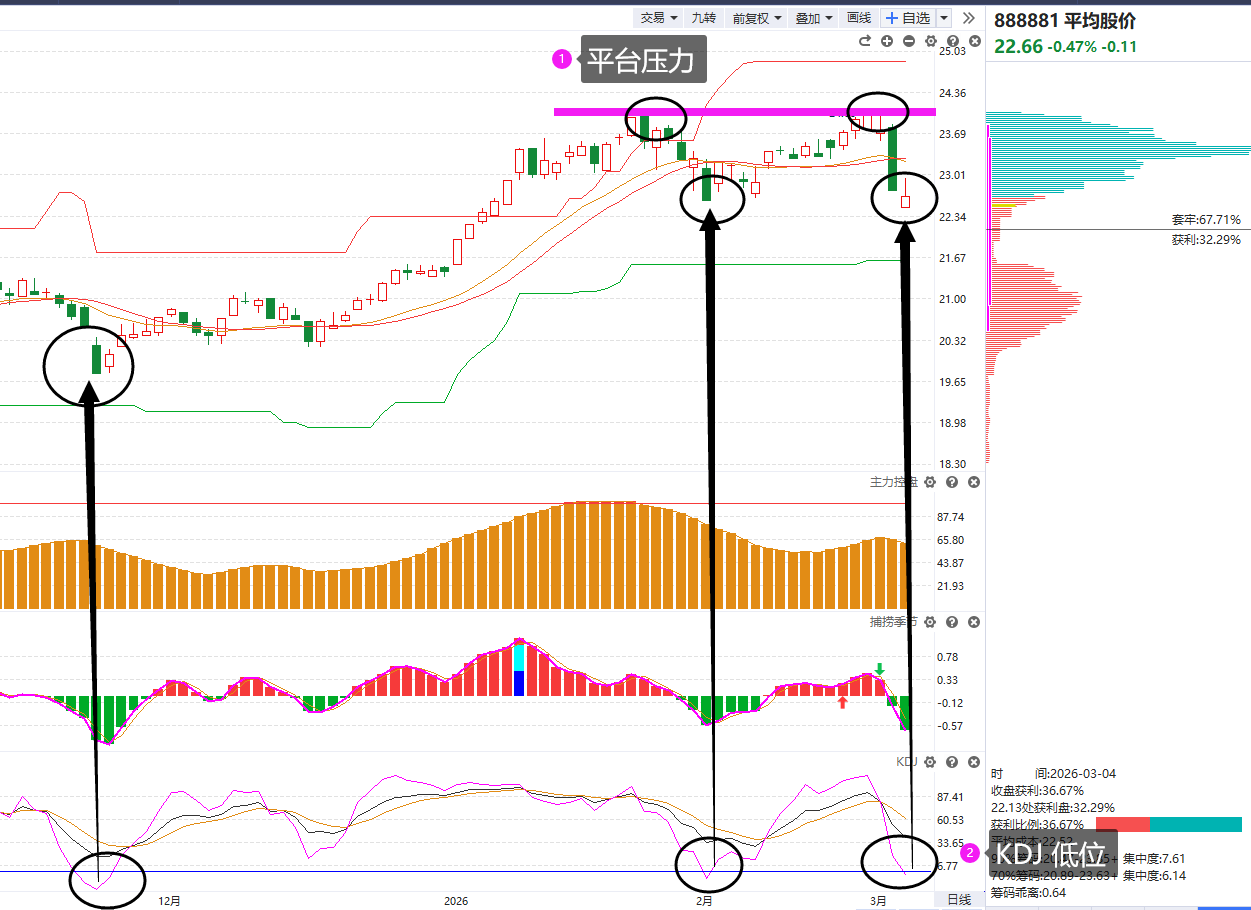 交易 九转 前复权 叠加 画线 自选
888881 平均股价
22.66 -0.47% -0.11
1 平台压力
25.03
24.36
23.69
23.01
22.34
21.67
21.00
20.32
19.65
18.98
18.30
套牢:67.71%
获利:32.29%
主力控盘
87.74
65.80
43.87
21.93
捕捞季节
0.78
0.33
-0.12
-0.57
KDJ
87.41
60.53
33.65
6.77
时 间:2026-03-04
收盘获利:36.67%
22.13处获利盘:32.29%
获利比例:36.67%
平均成本:22.52
2 KDJ 低位
集中度:7.61
70%筹码:20.89-23.63+ 集中度:6.14
筹码乖离:0.64
12月 2026 2月 3月 日线